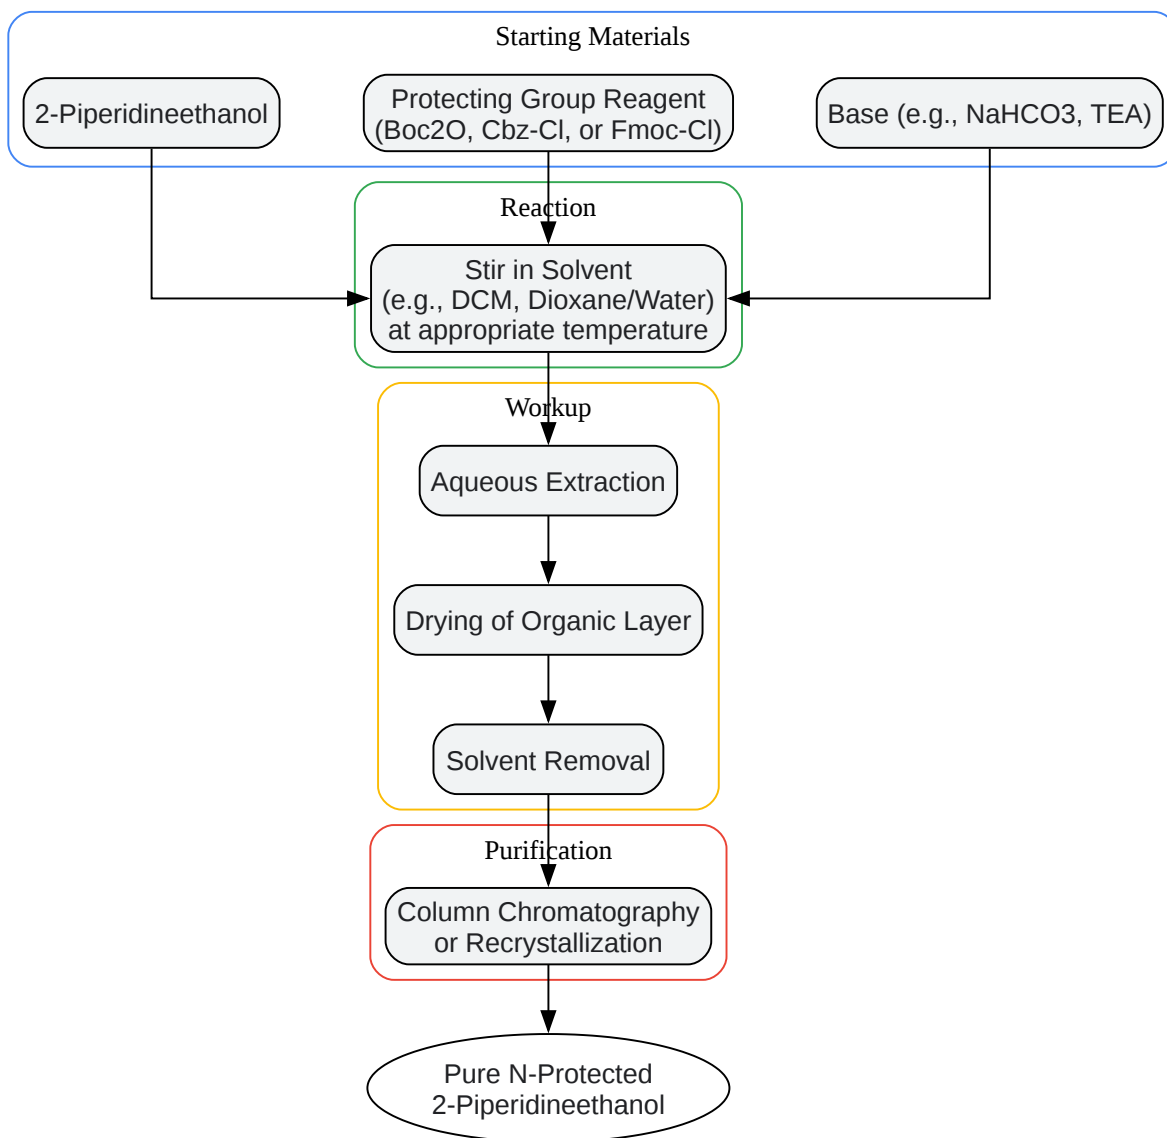 Starting Materials
2-Piperidineethanol
Protecting Group Reagent
(Boc2O, Cbz-Cl, or Fmoc-Cl)
Base (e.g., NaHCO3, TEA)
Reaction
Stir in Solvent
(e.g., DCM, Dioxane/Water)
at appropriate temperature
Workup
Aqueous Extraction
Drying of Organic Layer
Solvent Removal
Purification
Column Chromatography
or Recrystallization
Pure N-Protected
2-Piperidineethanol